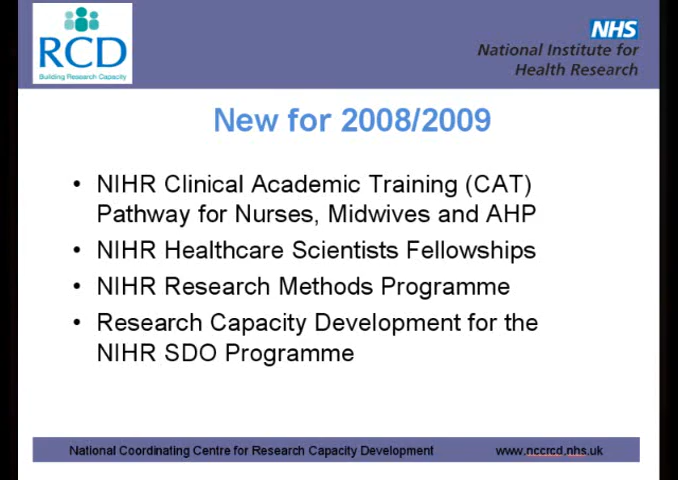 RCD
Building Research Capacity
NHS
National Institute for
Health Research
New for 2008/2009
• NIHR Clinical Academic Training (CAT)
Pathway for Nurses, Midwives and AHP
• NIHR Healthcare Scientists Fellowships
• NIHR Research Methods Programme
• Research Capacity Development for the
NIHR SDO Programme
National Coordinating Centre for Research Capacity Development www.nccrcd.nhs.uk